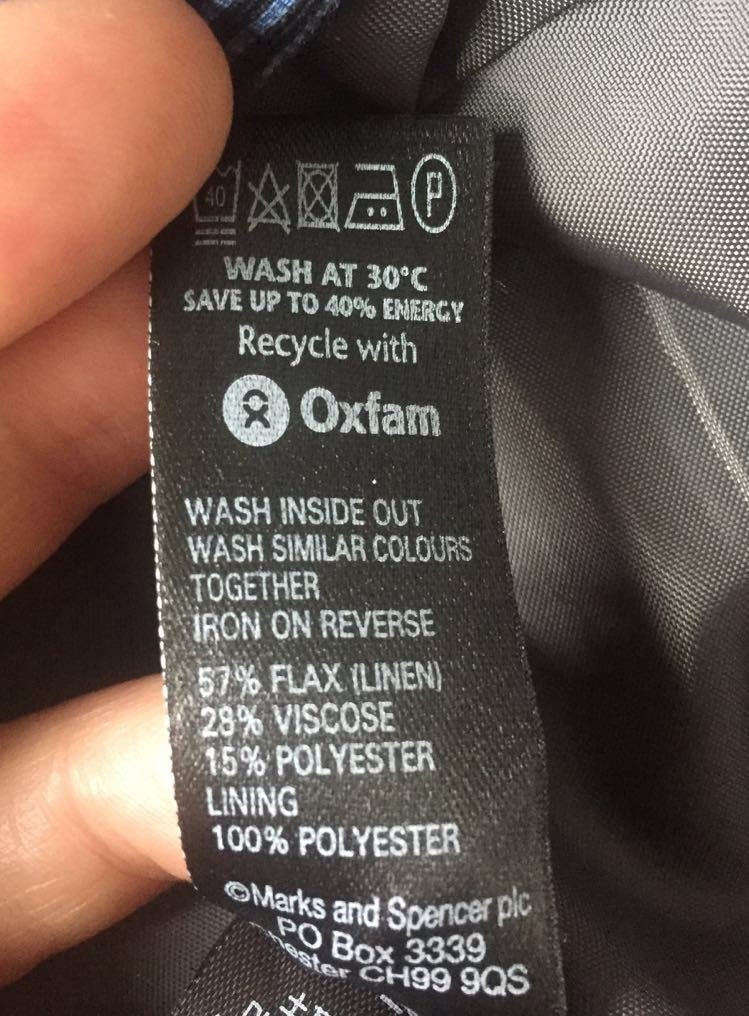 40
P
WASH AT 30°C
SAVE UP TO 40% ENERGY
Recycle with
Oxfam
WASH INSIDE OUT
WASH SIMILAR COLOURS
TOGETHER
IRON ON REVERSE
57% FLAX (LINEN)
28% VISCOSE
15% POLYESTER
LINING
100% POLYESTER
©Marks and Spencer plc
PO Box 3339
CH99 9QS